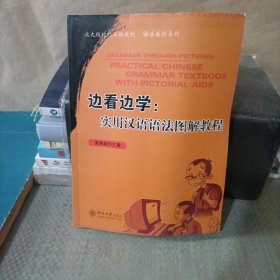 北大版对外汉语教材·语法教程系列
GRAMMAR THROUGH PICTURES:
PRACTICAL CHINESE
GRAMMAR TEXTBOOK
WITH PICTORIAL AIDS
边看边学:
实用汉语语法图解教程
北京大学出版社